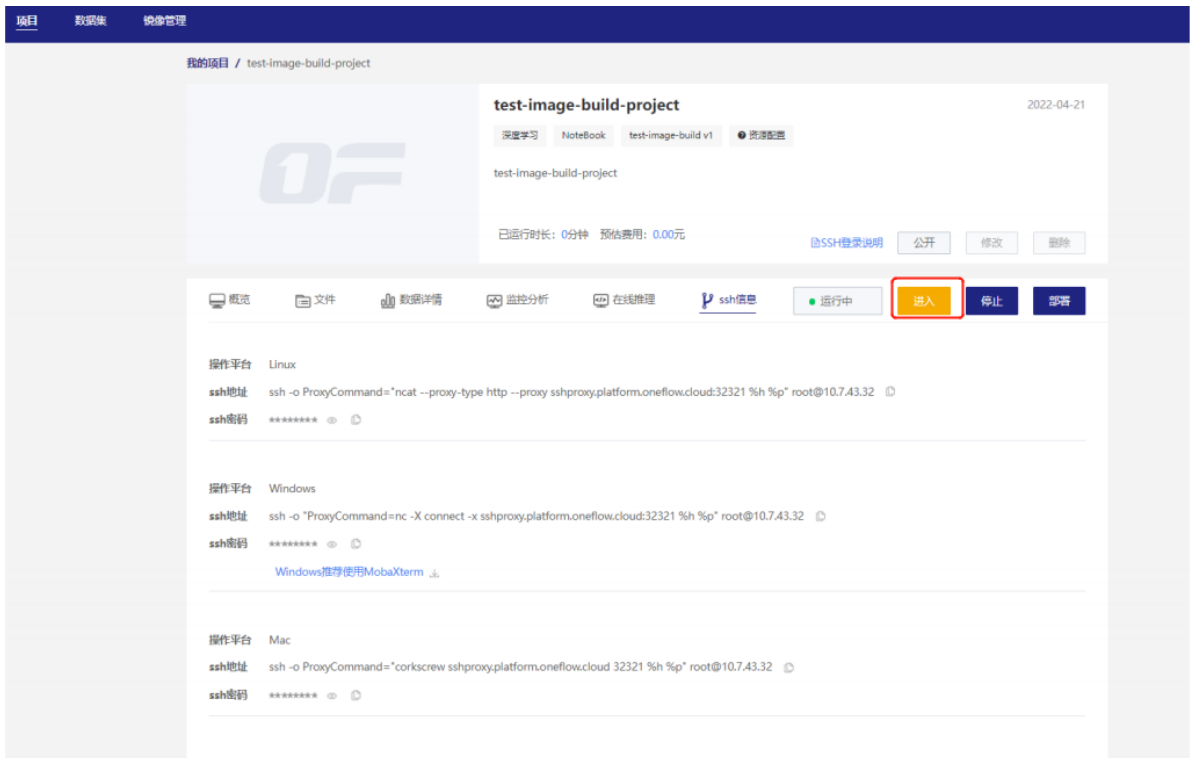 项目 数据集 镜像管理
我的项目 / test-image-build-project
test-image-build-project 2022-04-21
深度学习 NoteBook test-image-build v1 资源配置
test-image-build-project
已运行时长：0分钟 预估费用：0.00元
SSH登录说明 公开 修改 删除
概览 文件 数据详情 监控分析 在线推理 ssh信息 运行中 进入 停止 部署
操作平台 Linux
ssh地址 ssh -o ProxyCommand="ncat --proxy-type http --proxy sshproxy.platform.oneflow.cloud:32321 %h %p" root@10.7.43.32
ssh密码 ********
操作平台 Windows
ssh地址 ssh -o "ProxyCommand=nc -X connect -x sshproxy.platform.oneflow.cloud:32321 %h %p" root@10.7.43.32
ssh密码 ********
Windows推荐使用MobaXterm
操作平台 Mac
ssh地址 ssh -o ProxyCommand="corkscrew sshproxy.platform.oneflow.cloud 32321 %h %p" root@10.7.43.32
ssh密码 ********